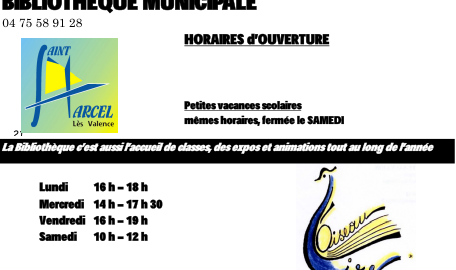 BIBLIOTHEQUE MUNICIPALE
04 75 58 91 28
HORAIRES d'OUVERTURE
SAINT
MARCEL
Lès Valence
Petites vacances scolaires
mêmes horaires, fermée le SAMEDI
La Bibliothèque c'est aussi l'accueil de classes, des expos et animations tout au long de l'année
Lundi 16 h – 18 h
Mercredi 14 h – 17 h 30
Vendredi 16 h – 19 h
Samedi 10 h – 12 h
Oiseau